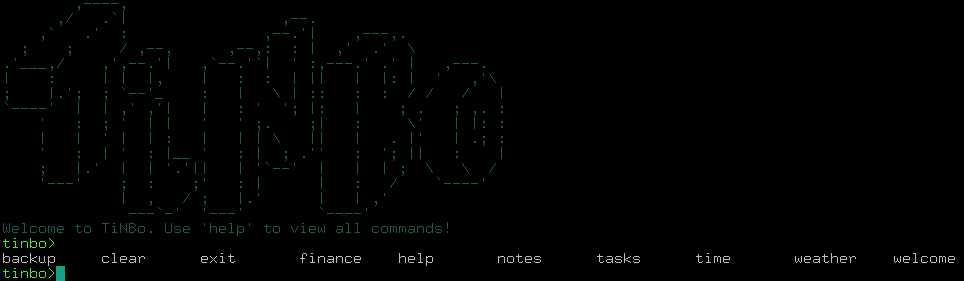 TiNBo
Welcome to TiNBo. Use 'help' to view all commands!
tinbo>
backup clear exit finance help notes tasks time weather welcome
tinbo>